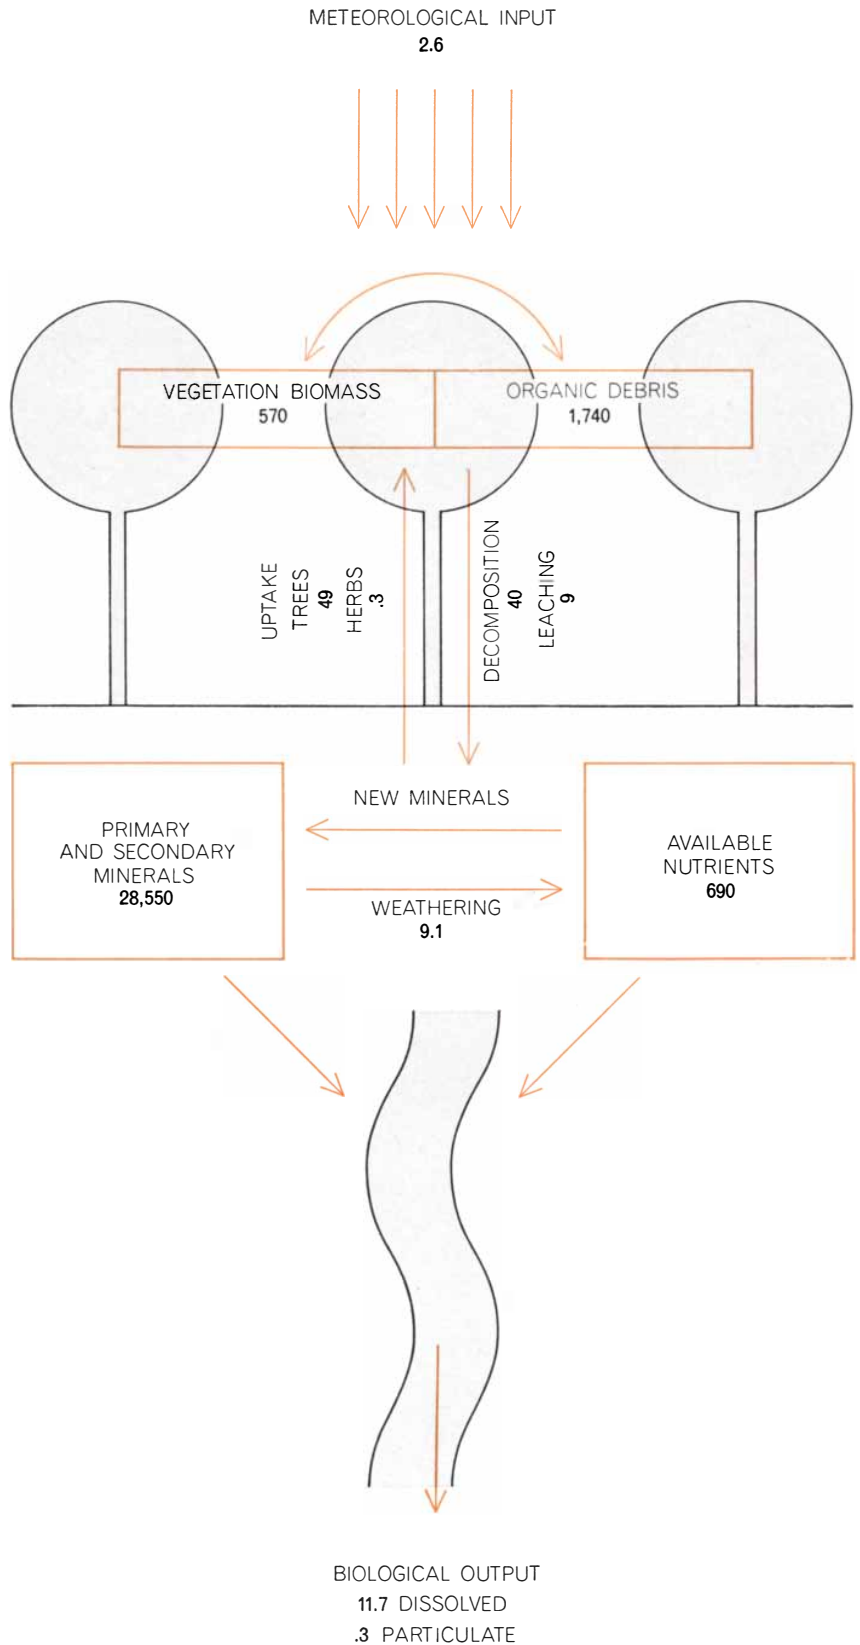 METEOROLOGICAL INPUT
2.6
VEGETATION BIOMASS
570
ORGANIC DEBRIS
1,740
UPTAKE
TREES
49
HERBS
.3
DECOMPOSITION
40
LEACHING
9
NEW MINERALS
PRIMARY
AND SECONDARY
MINERALS
28,550
WEATHERING
9.1
AVAILABLE
NUTRIENTS
690
BIOLOGICAL OUTPUT
11.7 DISSOLVED
.3 PARTICULATE